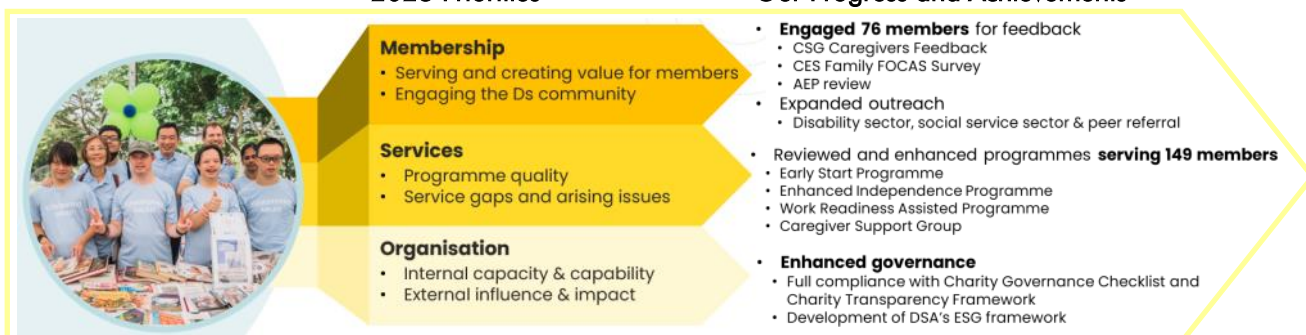 Membership
• Serving and creating value for members
• Engaging the Ds community
Services
• Programme quality
• Service gaps and arising issues
Organisation
• Internal capacity & capability
• External influence & impact
• Engaged 76 members for feedback
• CSG Caregivers Feedback
• CES Family FOCAS Survey
• AEP review
• Expanded outreach
• Disability sector, social service sector & peer referral
• Reviewed and enhanced programmes serving 149 members
• Early Start Programme
• Enhanced Independence Programme
• Work Readiness Assisted Programme
• Caregiver Support Group
• Enhanced governance
• Full compliance with Charity Governance Checklist and
Charity Transparency Framework
• Development of DSA's ESG framework